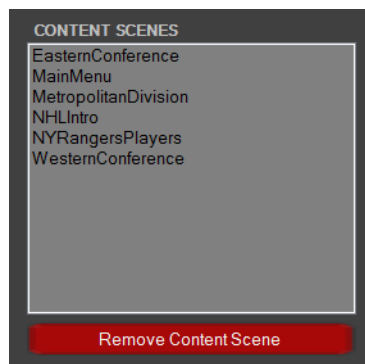 CONTENT SCENES
EasternConference
MainMenu
MetropolitanDivision
NHLIntro
NYRangersPlayers
WesternConference
Remove Content Scene